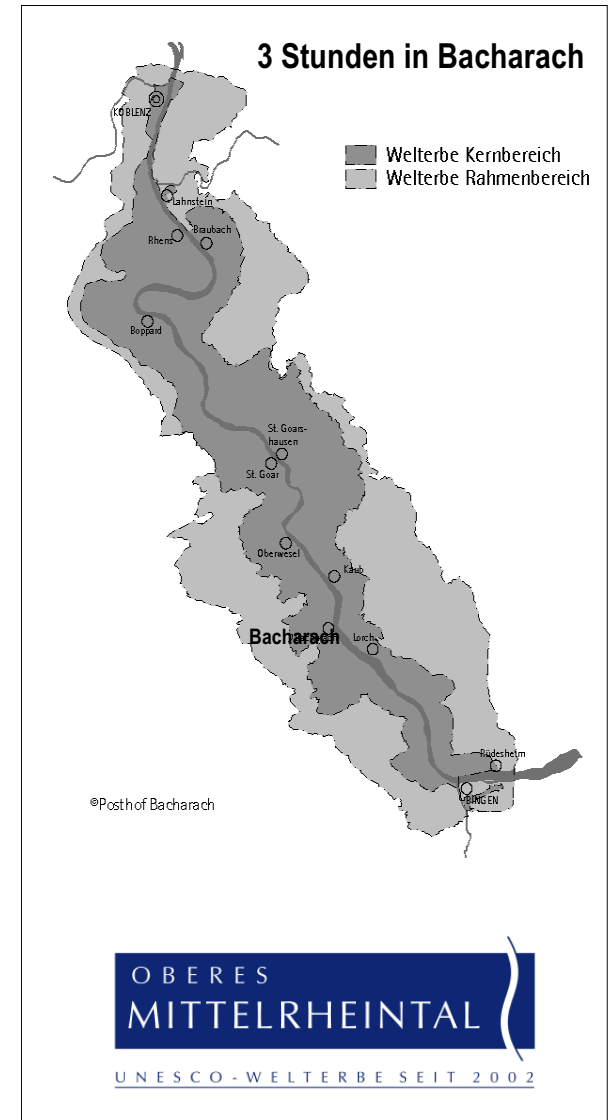 3 Stunden in Bacharach
Welterbe Kernbereich
Welterbe Rahmenbereich
KOBLENZ
Lahnstein
Braubach
Rhens
Boppard
St. Goars-
hausen
St. Goar
Oberwesel
Kaub
Bacharach
Lorch
Rüdesheim
BINGEN
©Posthof Bacharach
OBERES
MITTELRHEINTAL
UNESCO-WELTERBE SEIT 2002